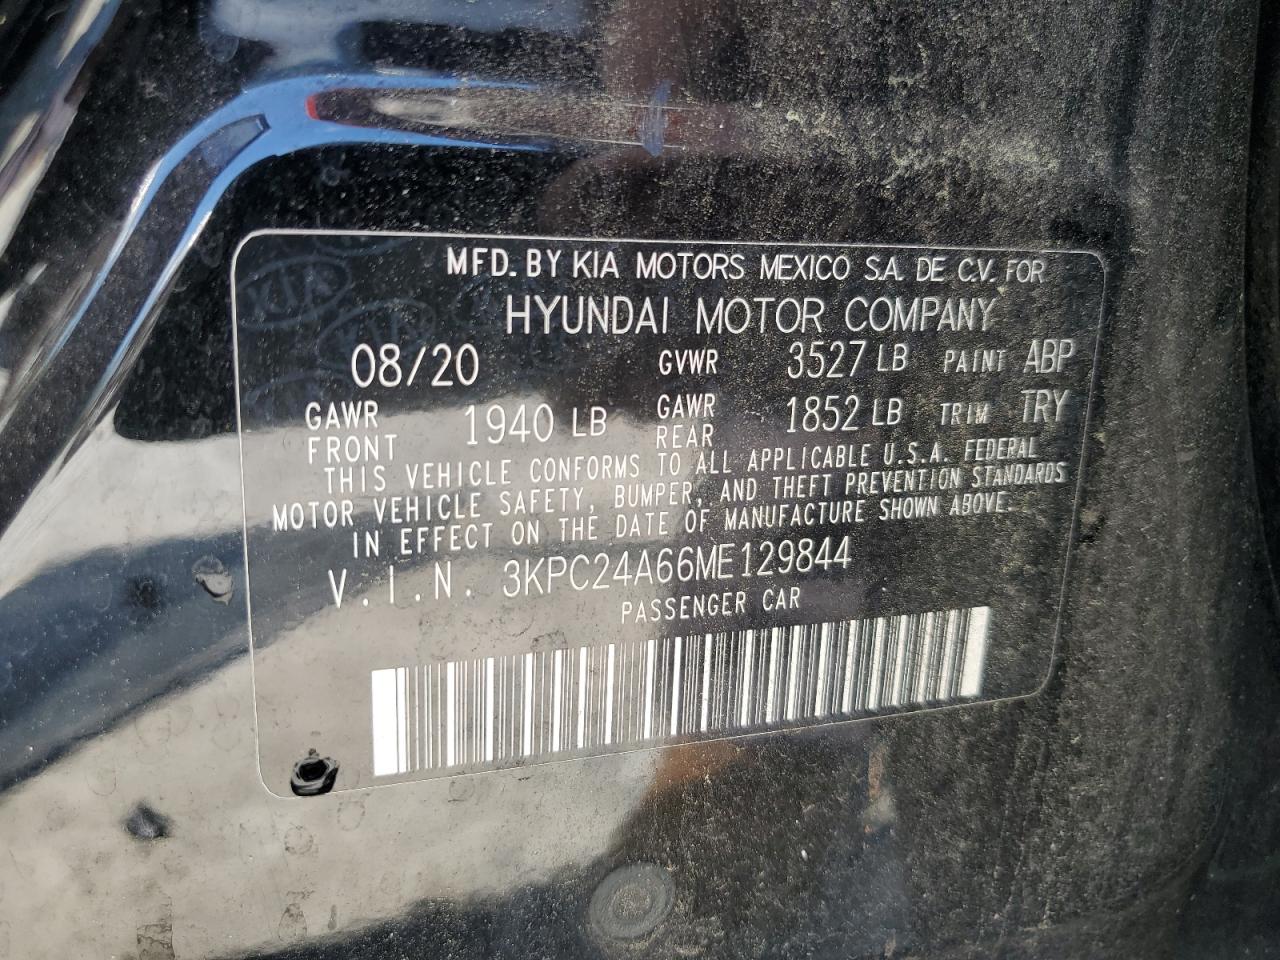 MFD. BY KIA MOTORS MEXICO S.A. DE C.V. FOR
HYUNDAI MOTOR COMPANY
08/20 GVWR 3527 LB PAINT ABP
GAWR FRONT 1940 LB GAWR REAR 1852 LB TRIM TRY
THIS VEHICLE CONFORMS TO ALL APPLICABLE U.S.A. FEDERAL
MOTOR VEHICLE SAFETY, BUMPER, AND THEFT PREVENTION STANDARDS
IN EFFECT ON THE DATE OF MANUFACTURE SHOWN ABOVE.
V.I.N. 3KPC24A66ME129844
PASSENGER CAR
KIA
KIA